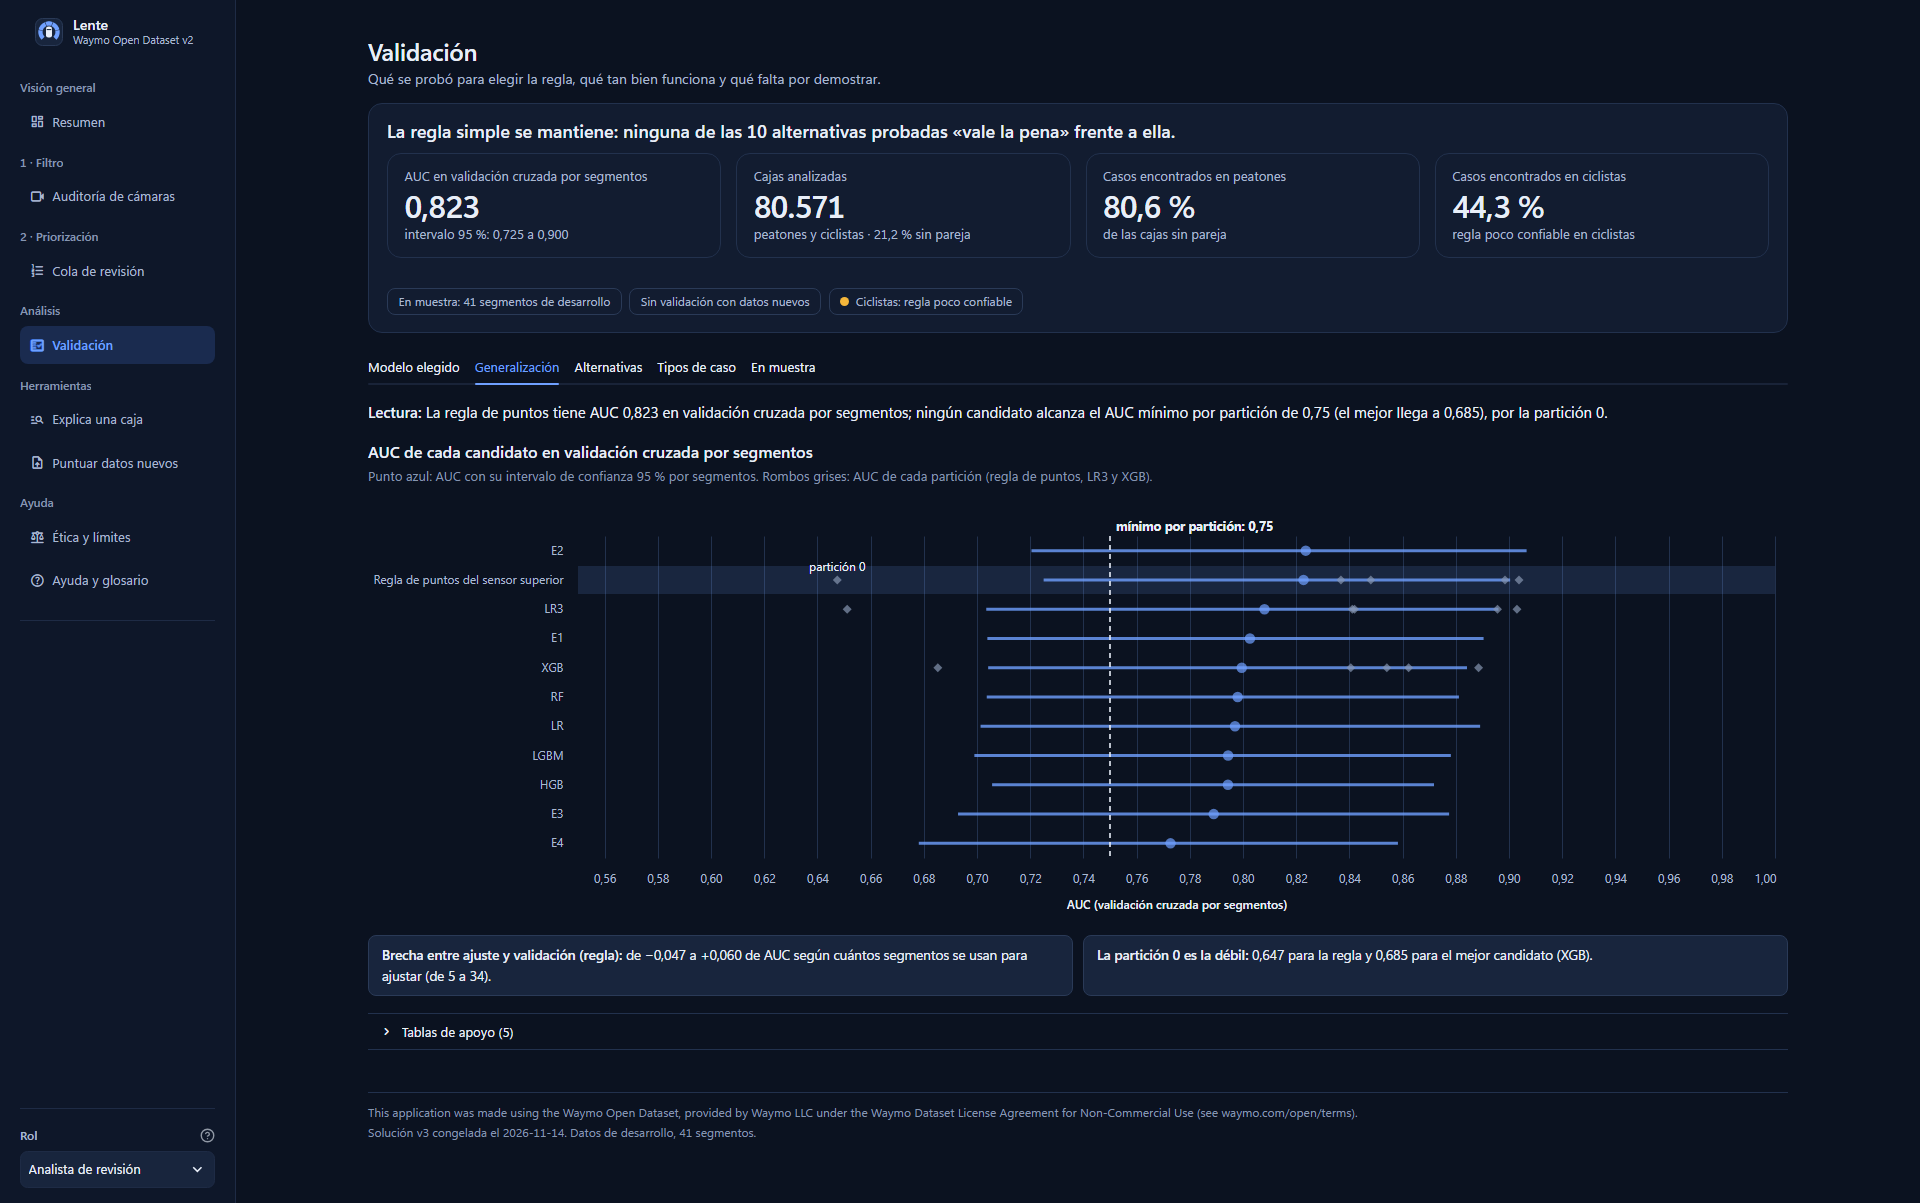 Lente
Waymo Open Dataset v2
Visión general
Resumen
1 · Filtro
Auditoría de cámaras
2 · Priorización
Cola de revisión
Análisis
Validación
Herramientas
Explica una caja
Puntuar datos nuevos
Ayuda
Ética y límites
Ayuda y glosario
Rol
Analista de revisión
Validación
Qué se probó para elegir la regla, qué tan bien funciona y qué falta por demostrar.
La regla simple se mantiene: ninguna de las 10 alternativas probadas «vale la pena» frente a ella.
AUC en validación cruzada por segmentos
0,823
intervalo 95 %: 0,725 a 0,900
Cajas analizadas
80.571
peatones y ciclistas · 21,2 % sin pareja
Casos encontrados en peatones
80,6 %
de las cajas sin pareja
Casos encontrados en ciclistas
44,3 %
regla poco confiable en ciclistas
En muestra: 41 segmentos de desarrollo
Sin validación con datos nuevos
Ciclistas: regla poco confiable
Modelo elegido Generalización Alternativas Tipos de caso En muestra
Lectura: La regla de puntos tiene AUC 0,823 en validación cruzada por segmentos; ningún candidato alcanza el AUC mínimo por partición de 0,75 (el mejor llega a 0,685), por la partición 0.
AUC de cada candidato en validación cruzada por segmentos
Punto azul: AUC con su intervalo de confianza 95 % por segmentos. Rombos grises: AUC de cada partición (regla de puntos, LR3 y XGB).
mínimo por partición: 0,75
E2
partición 0
Regla de puntos del sensor superior
LR3
E1
XGB
RF
LR
LGBM
HGB
E3
E4
0,56 0,58 0,60 0,62 0,64 0,66 0,68 0,70 0,72 0,74 0,76 0,78 0,80 0,82 0,84 0,86 0,88 0,90 0,92 0,94 0,96 0,98 1,00
AUC (validación cruzada por segmentos)
Brecha entre ajuste y validación (regla): de −0,047 a +0,060 de AUC según cuántos segmentos se usan para
ajustar (de 5 a 34).
La partición 0 es la débil: 0,647 para la regla y 0,685 para el mejor candidato (XGB).
Tablas de apoyo (5)
This application was made using the Waymo Open Dataset, provided by Waymo LLC under the Waymo Dataset License Agreement for Non-Commercial Use (see waymo.com/open/terms).
Solución v3 congelada el 2026-11-14. Datos de desarrollo, 41 segmentos.